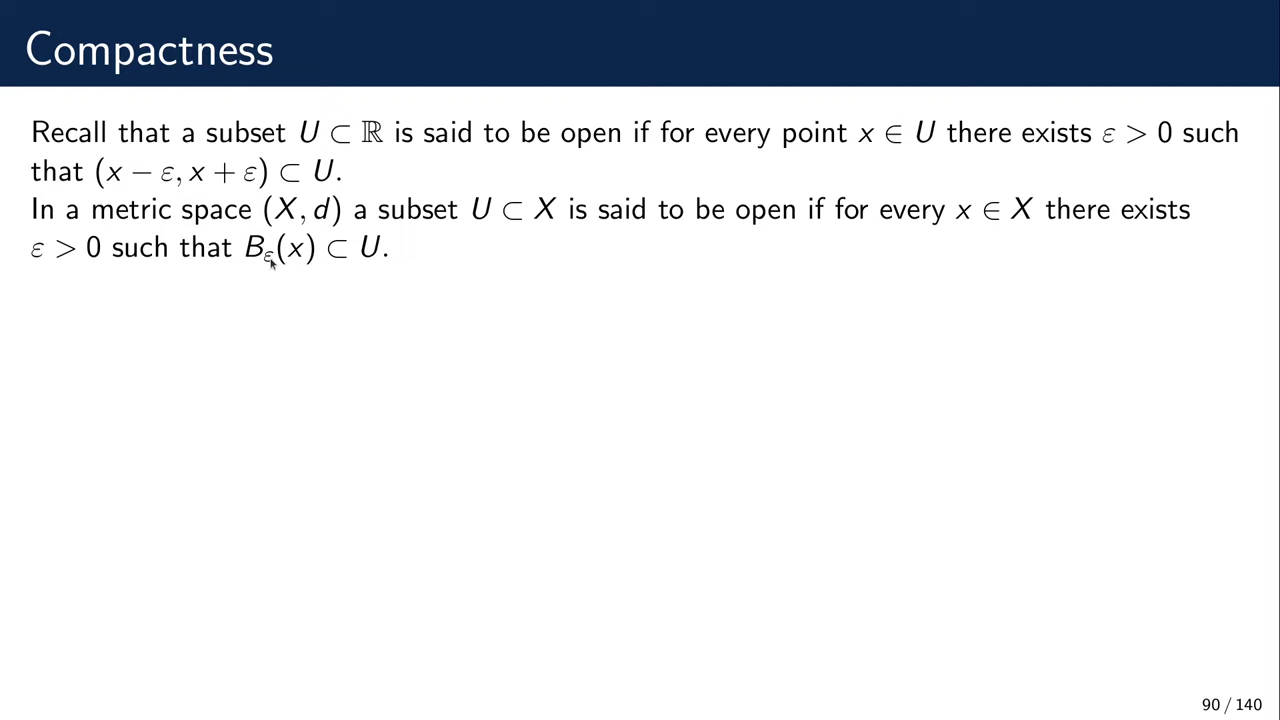 Compactness
Recall that a subset U ⊂ ℝ is said to be open if for every point x ∈ U there exists ε > 0 such
that (x − ε, x + ε) ⊂ U.
In a metric space (X, d) a subset U ⊂ X is said to be open if for every x ∈ X there exists
ε > 0 such that B_ε(x) ⊂ U.
90 / 140